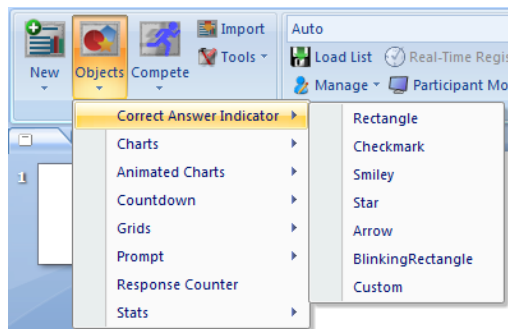 Import
Auto
Tools
Load List
Real-Time Regis
New
Objects
Compete
Manage
Participant Mo
Correct Answer Indicator
Rectangle
Charts
Checkmark
1
Animated Charts
Smiley
Countdown
Star
Grids
Arrow
Prompt
BlinkingRectangle
Response Counter
Custom
Stats